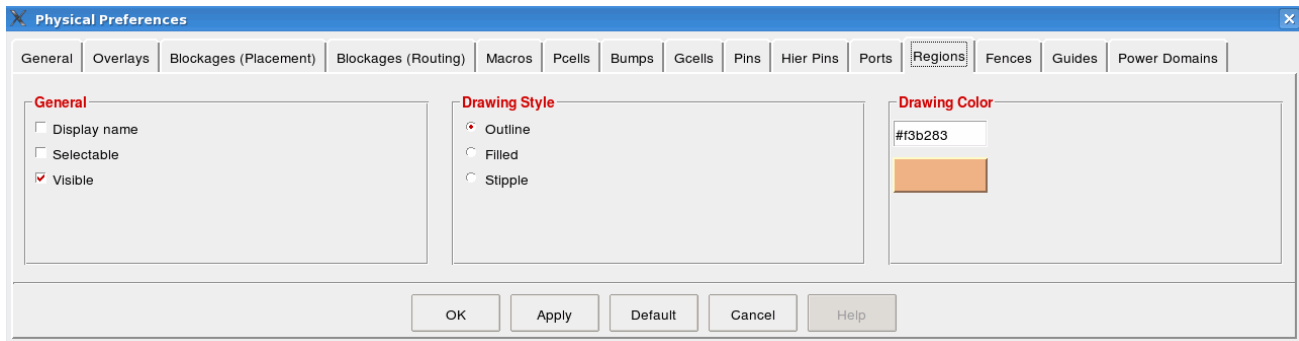 Physical Preferences
General Overlays Blockages (Placement) Blockages (Routing) Macros Pcells Bumps Gcells Pins Hier Pins Ports Regions Fences Guides Power Domains
General Drawing Style Drawing Color
Display name Outline #f3b283
Selectable Filled
Visible Stipple
OK Apply Default Cancel Help